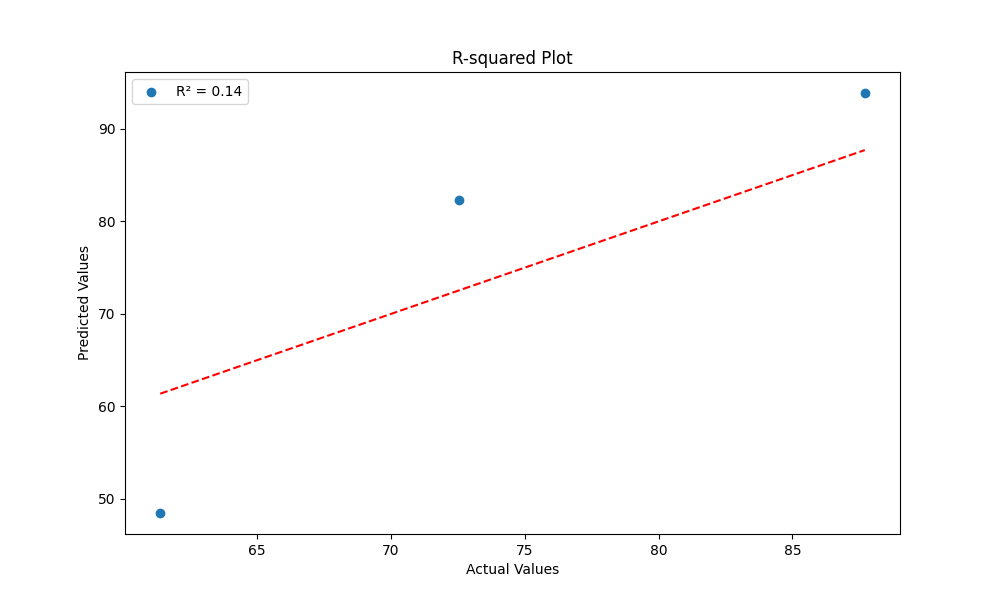 R-squared Plot
R² = 0.14
90
80
70
60
50
Predicted Values
65
70
75
80
85
Actual Values